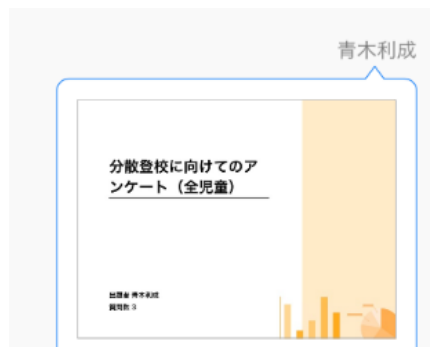 青木利成
分散登校に向けてのア
ンケート（全児童）
出題者 青木利成
質問数 3